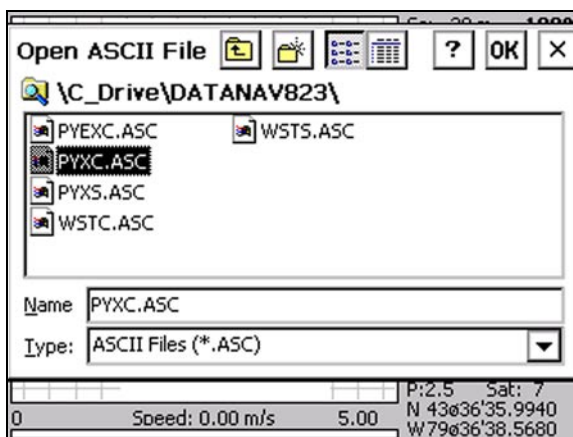 Open ASCII File ? OK ×
\C_Drive\DATANAV823\
PYEXC.ASC WSTS.ASC
PYXC.ASC
PYXS.ASC
WSTC.ASC
Name PYXC.ASC
Type: ASCII Files (*.ASC)
P:2.5 Sat: 7
0 Speed: 0.00 m/s 5.00 N 43ø36'35.9940
W79ø36'38.5680